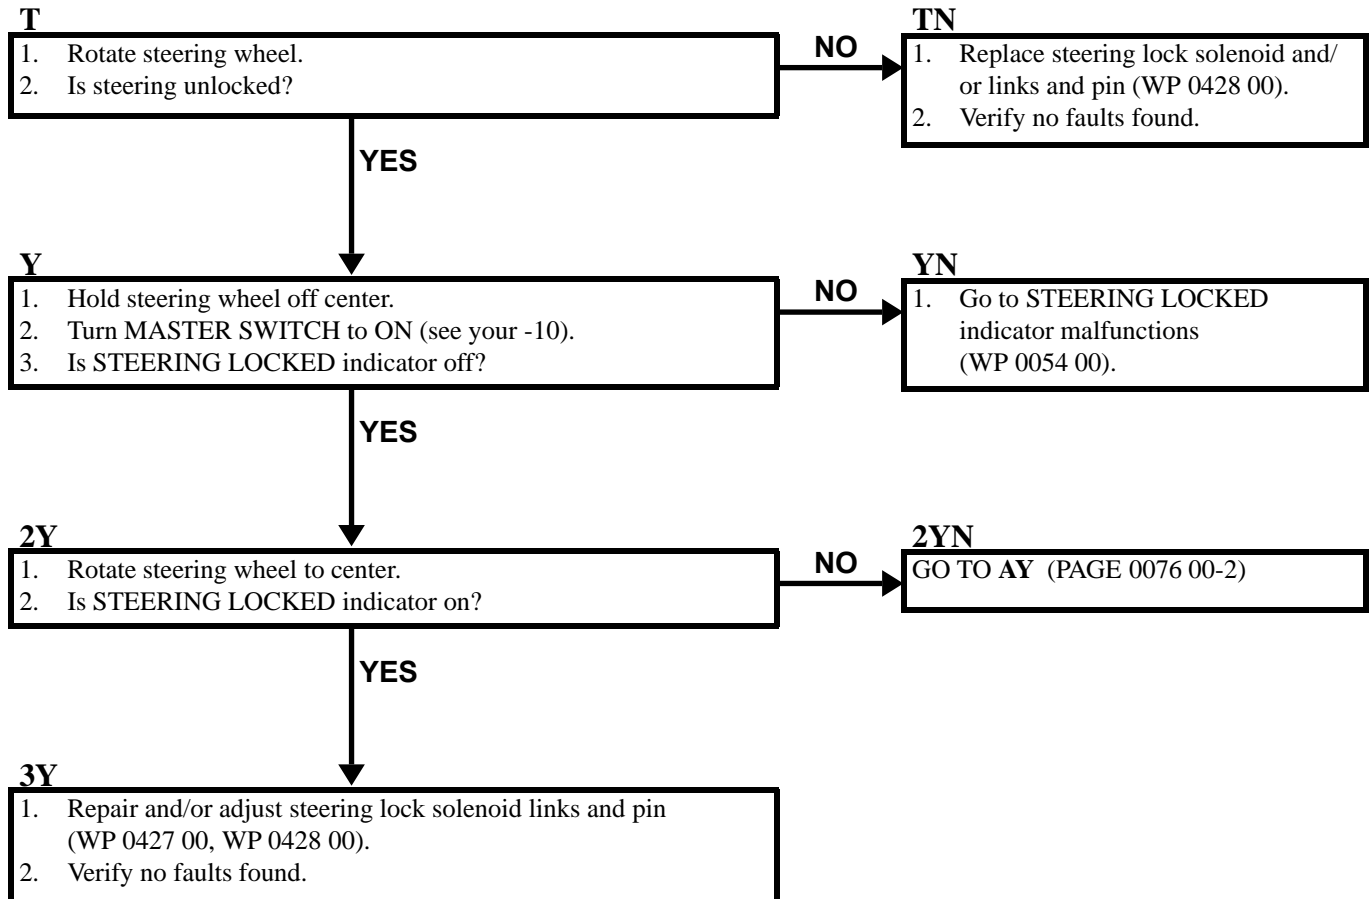 T
1. Rotate steering wheel.
2. Is steering unlocked?
NO
TN
1. Replace steering lock solenoid and/
or links and pin (WP 0428 00).
2. Verify no faults found.
YES
Y
1. Hold steering wheel off center.
2. Turn MASTER SWITCH to ON (see your -10).
3. Is STEERING LOCKED indicator off?
NO
YN
1. Go to STEERING LOCKED
indicator malfunctions
(WP 0054 00).
YES
2Y
1. Rotate steering wheel to center.
2. Is STEERING LOCKED indicator on?
NO
2YN
GO TO AY (PAGE 0076 00-2)
YES
3Y
1. Repair and/or adjust steering lock solenoid links and pin
(WP 0427 00, WP 0428 00).
2. Verify no faults found.